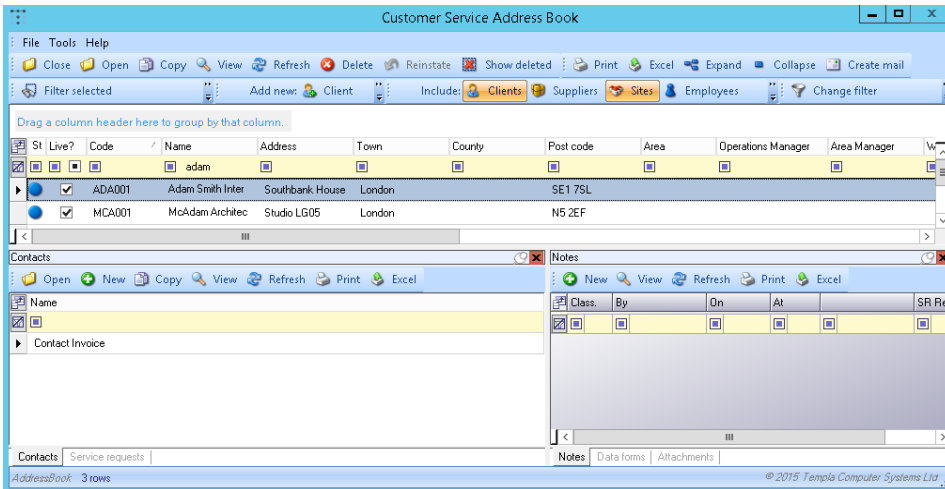 Customer Service Address Book
File Tools Help
Close Open Copy View Refresh Delete Reinstate Show deleted Print Excel Expand Collapse Create mail
Filter selected Add new: Client Include: Clients Suppliers Sites Employees Change filter
Drag a column header here to group by that column.
St Live? Code Name Address Town County Post code Area Operations Manager Area Manager
adam
ADA001 Adam Smith Inter Southbank House London SE1 7SL
MCA001 McAdam Architec Studio LG05 London N5 2EF
Contacts Notes
Open New Copy View Refresh Print Excel New View Refresh Print Excel
Name Class. By On At SR Re
Contact Invoice
Contacts Service requests Notes Data forms Attachments
AddressBook 3 rows © 2015 Templa Computer Systems Ltd